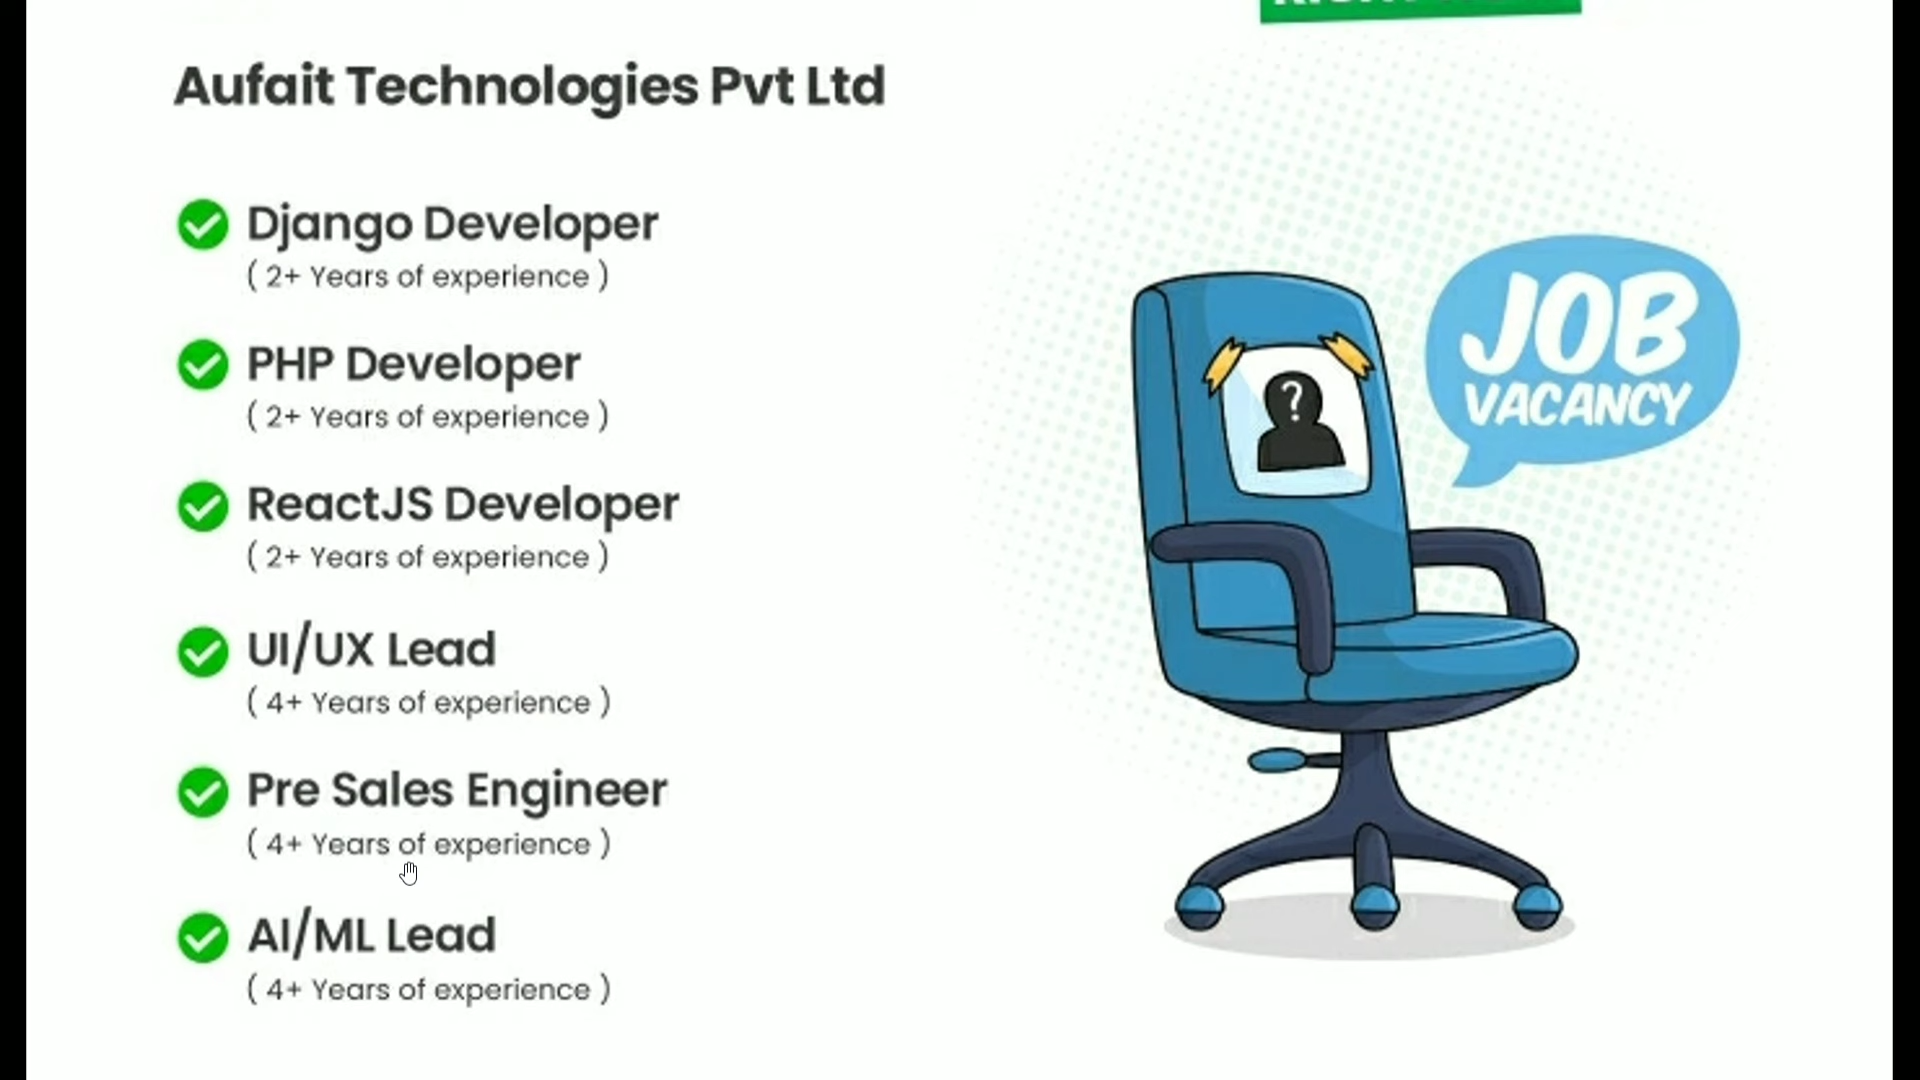 Aufait Technologies Pvt Ltd
Django Developer
( 2+ Years of experience )
PHP Developer
( 2+ Years of experience )
ReactJS Developer
( 2+ Years of experience )
UI/UX Lead
( 4+ Years of experience )
Pre Sales Engineer
( 4+ Years of experience )
AI/ML Lead
( 4+ Years of experience )
?
JOB
VACANCY